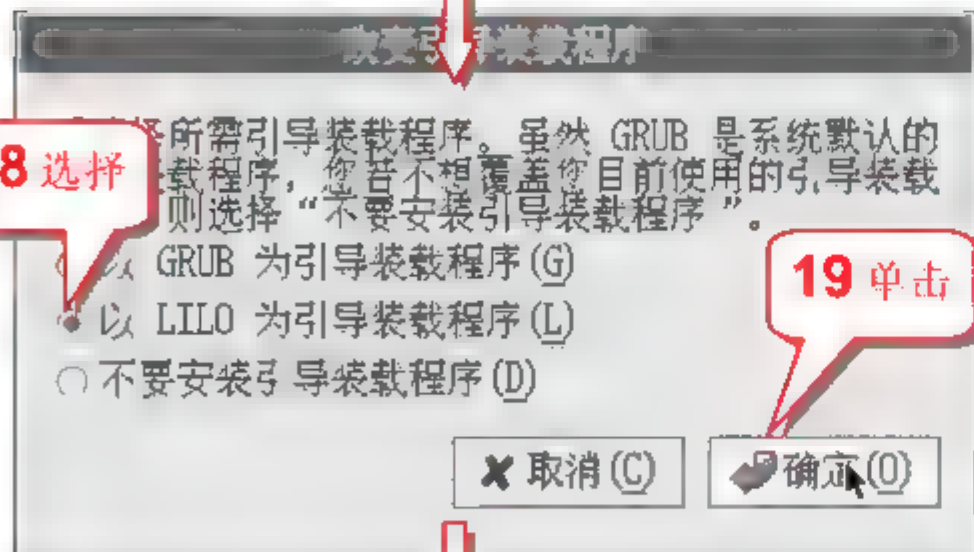 改变引导装载程序
择所需引导装载程序。虽然 GRUB 是系统默认的
装载程序，您若不想覆盖您目前使用的引导装载
则选择“不要安装引导装载程序”。
8 选择
以 GRUB 为引导装载程序(G)
19 单击
以 LILO 为引导装载程序(L)
不要安装引导装载程序(D)
取消(C)
确定(O)